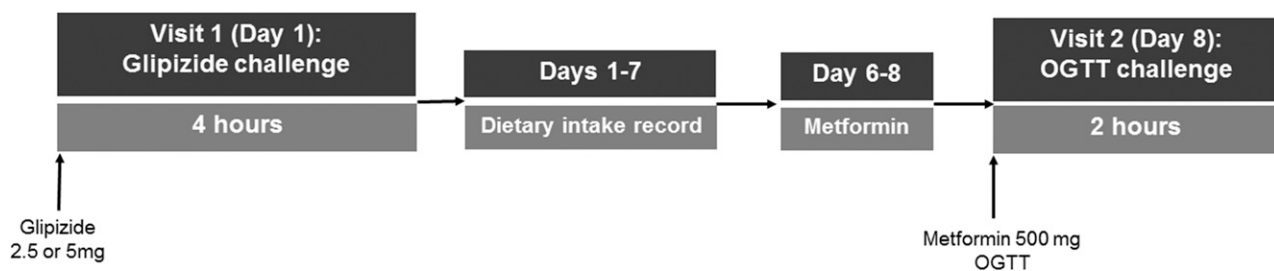 Visit 1 (Day 1):
Glipizide challenge
4 hours
Days 1-7
Dietary intake record
Day 6-8
Metformin
Visit 2 (Day 8):
OGTT challenge
2 hours
Glipizide
2.5 or 5mg
Metformin 500 mg
OGTT